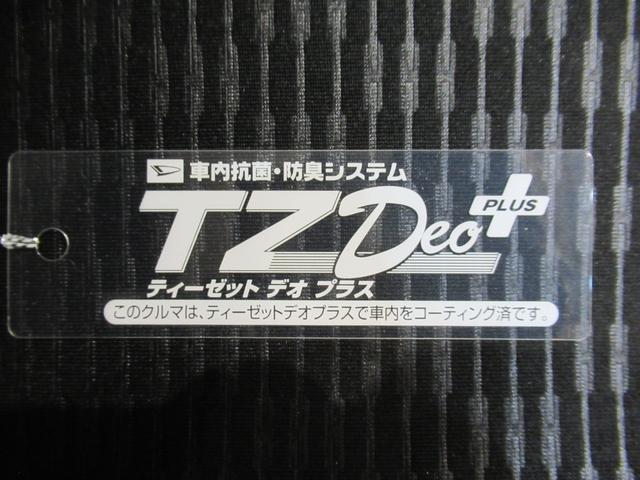 車内抗菌・防臭システム
TZ Deo PLUS
ティーゼット デオ プラス
このクルマは、ティーゼットデオプラスで車内をコーティング済です。